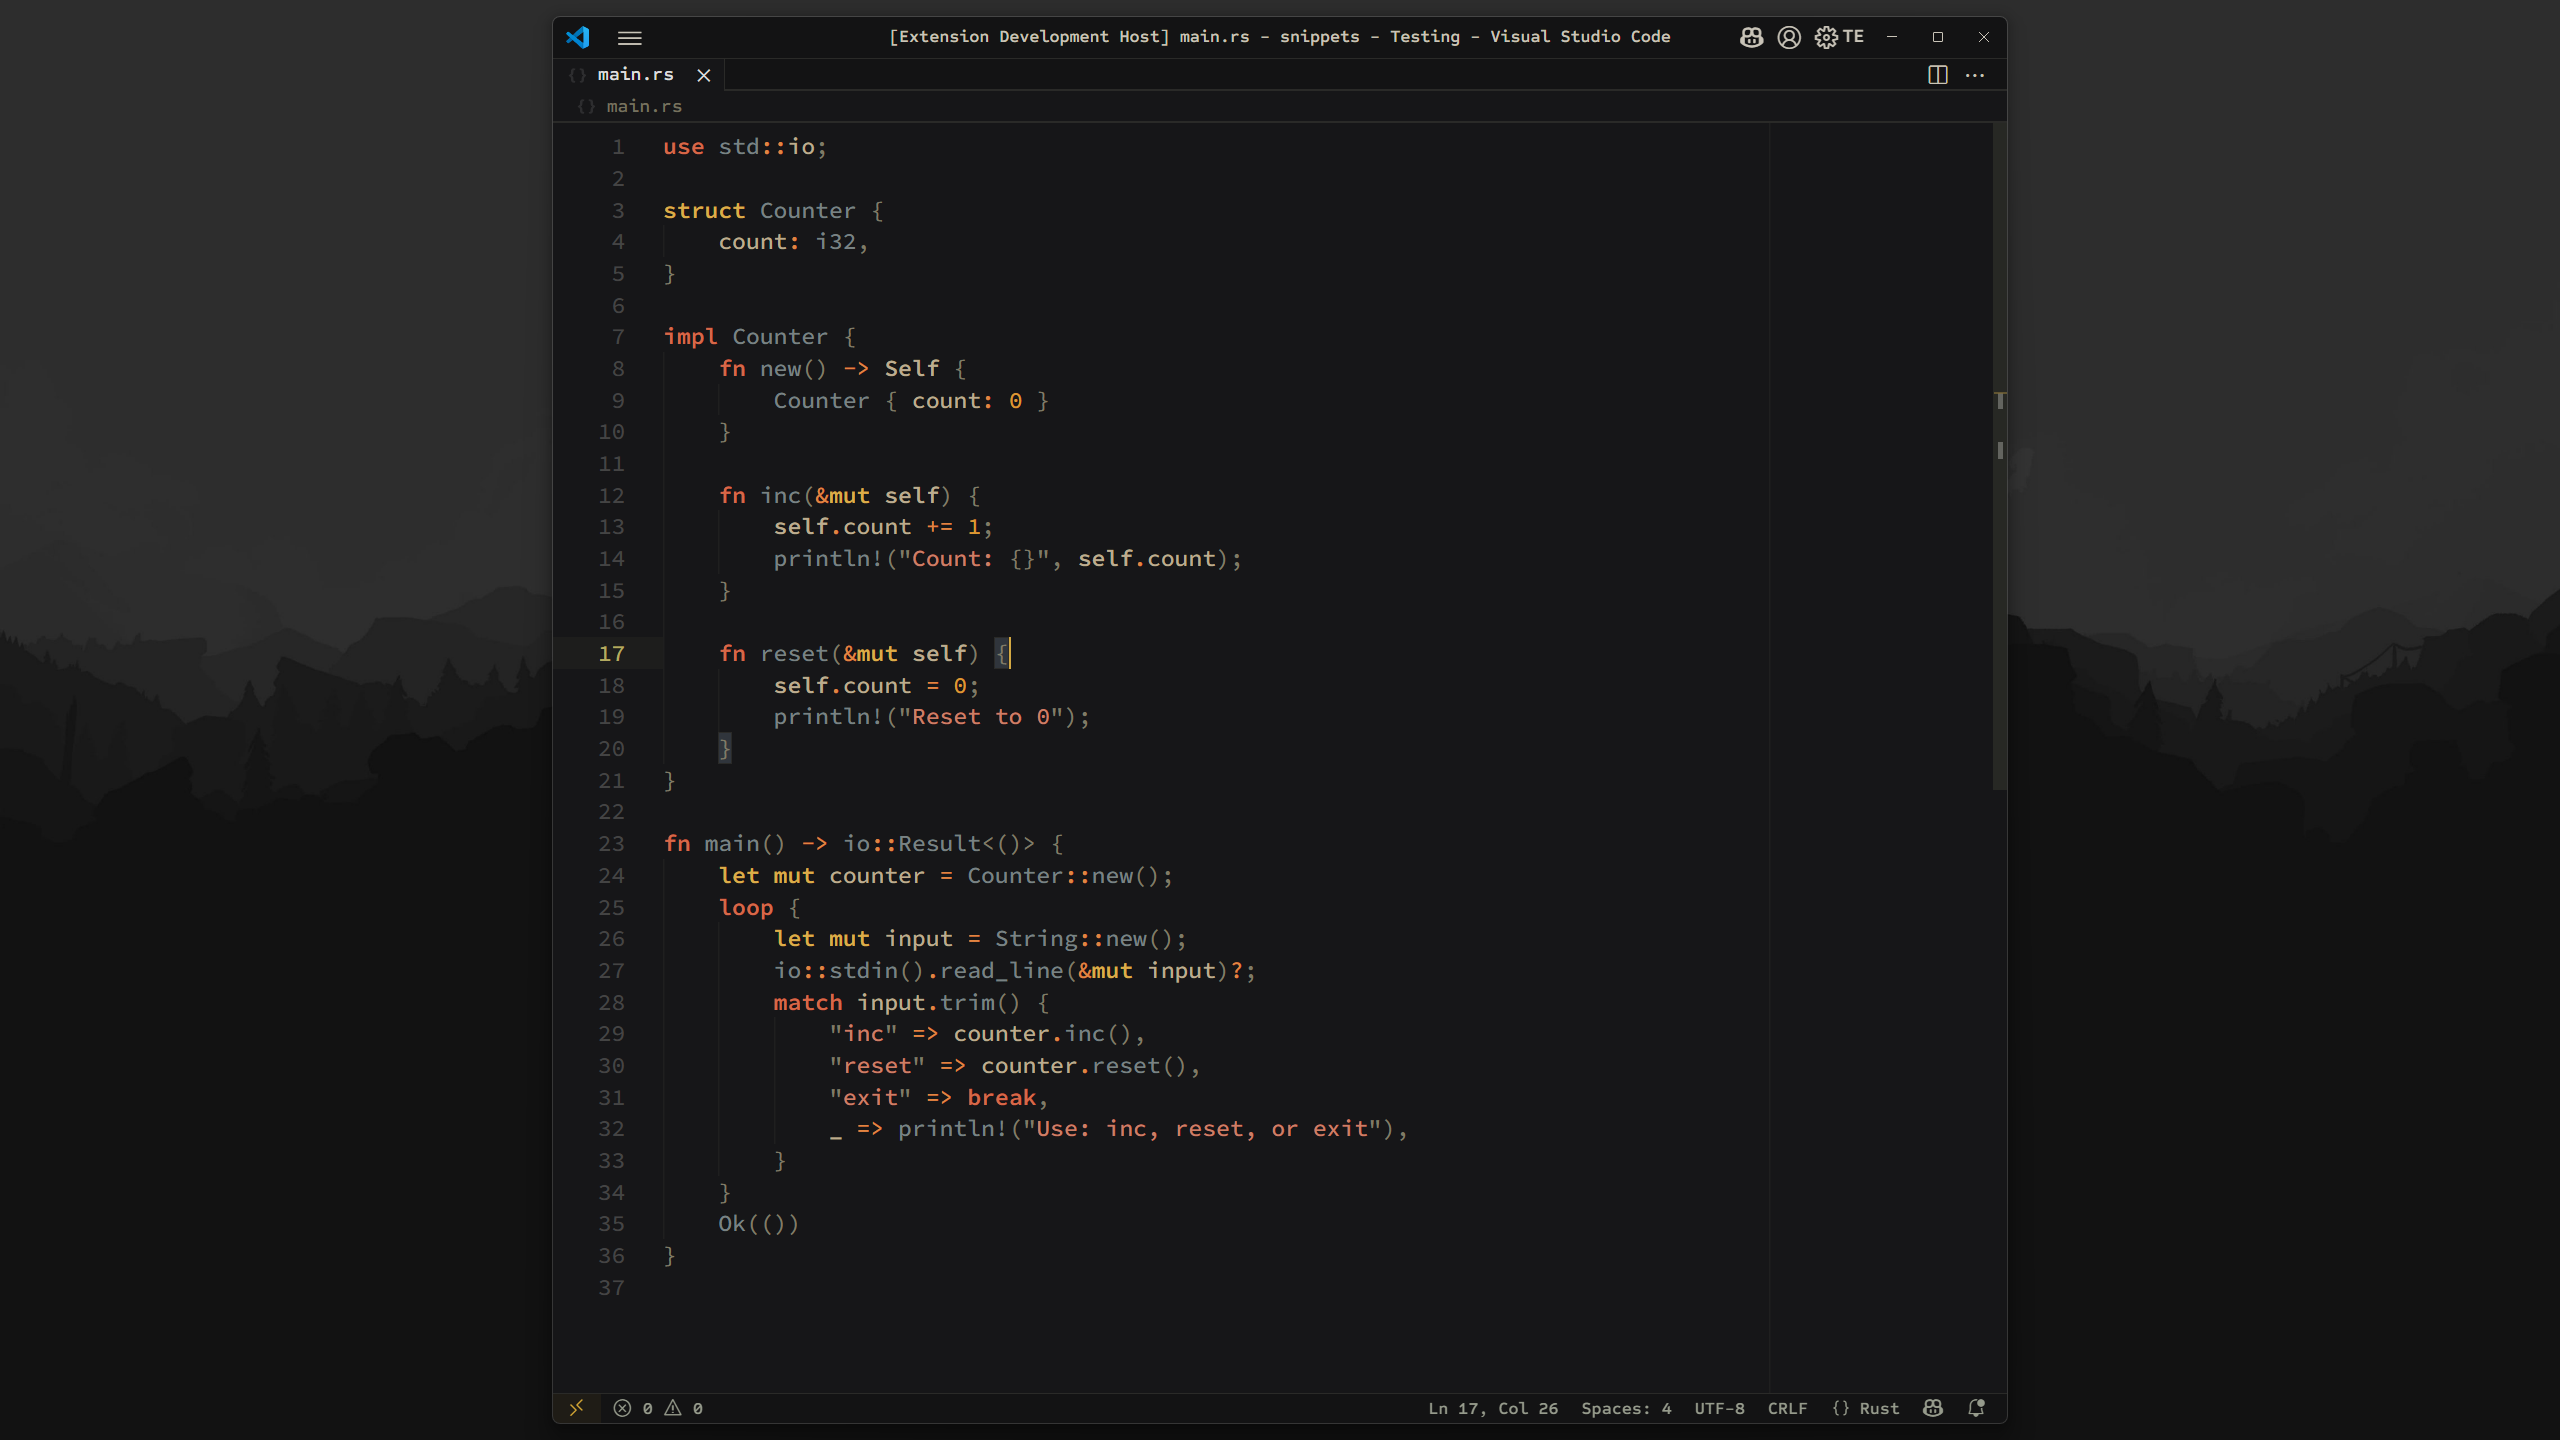 [Extension Development Host] main.rs - snippets - Testing - Visual Studio Code TE
{} main.rs
{} main.rs
1 use std::io;
2
3 struct Counter {
4     count: i32,
5 }
6
7 impl Counter {
8     fn new() -> Self {
9         Counter { count: 0 }
10     }
11
12     fn inc(&mut self) {
13         self.count += 1;
14         println!("Count: {}", self.count);
15     }
16
17     fn reset(&mut self) {
18         self.count = 0;
19         println!("Reset to 0");
20     }
21 }
22
23 fn main() -> io::Result<()> {
24     let mut counter = Counter::new();
25     loop {
26         let mut input = String::new();
27         io::stdin().read_line(&mut input)?;
28         match input.trim() {
29             "inc" => counter.inc(),
30             "reset" => counter.reset(),
31             "exit" => break,
32             _ => println!("Use: inc, reset, or exit"),
33         }
34     }
35     Ok(())
36 }
37
0 0 Ln 17, Col 26 Spaces: 4 UTF-8 CRLF {} Rust